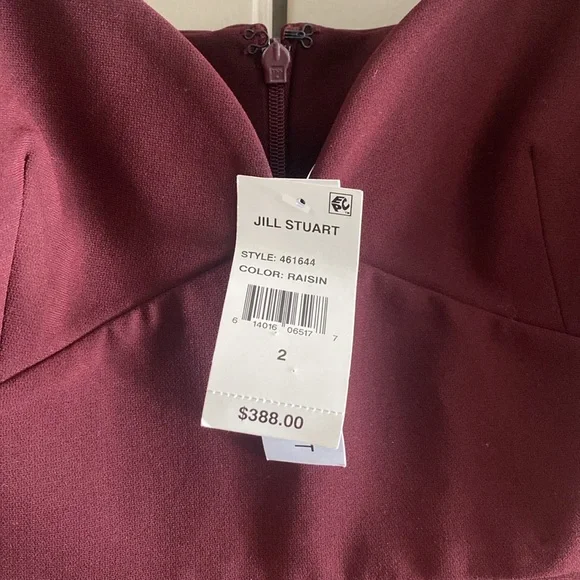 JILL STUART
STYLE: 461644
COLOR: RAISIN
6 14016 06517 7
2
$388.00
T